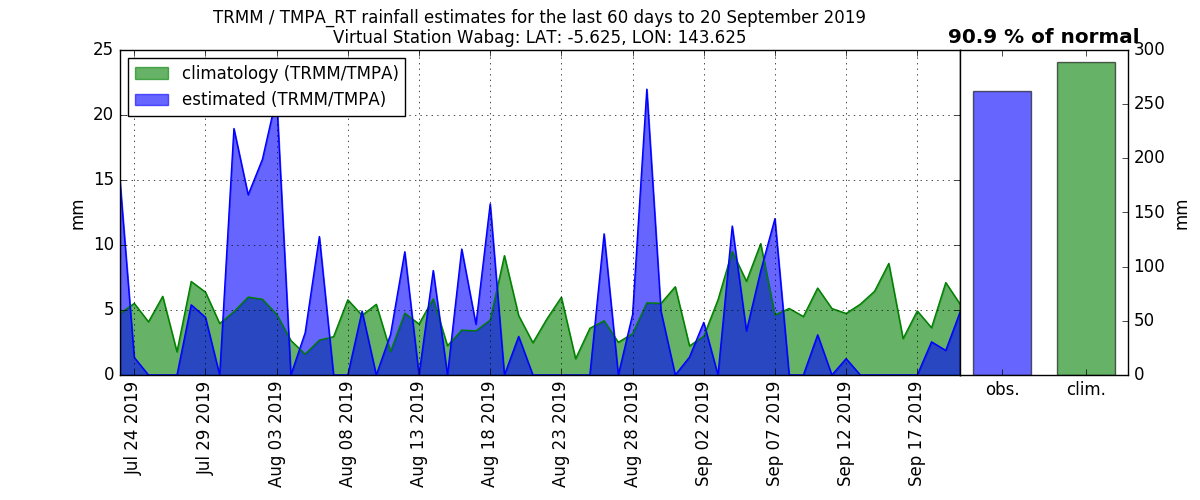 TRMM / TMPA_RT rainfall estimates for the last 60 days to 20 September 2019
Virtual Station Wabag: LAT: -5.625, LON: 143.625
90.9 % of normal
climatology (TRMM/TMPA)
estimated (TRMM/TMPA)
25
20
15
10
5
0
mm
300
250
200
150
100
50
0
mm
Jul 24 2019
Jul 29 2019
Aug 03 2019
Aug 08 2019
Aug 13 2019
Aug 18 2019
Aug 23 2019
Aug 28 2019
Sep 02 2019
Sep 07 2019
Sep 12 2019
Sep 17 2019
obs.
clim.